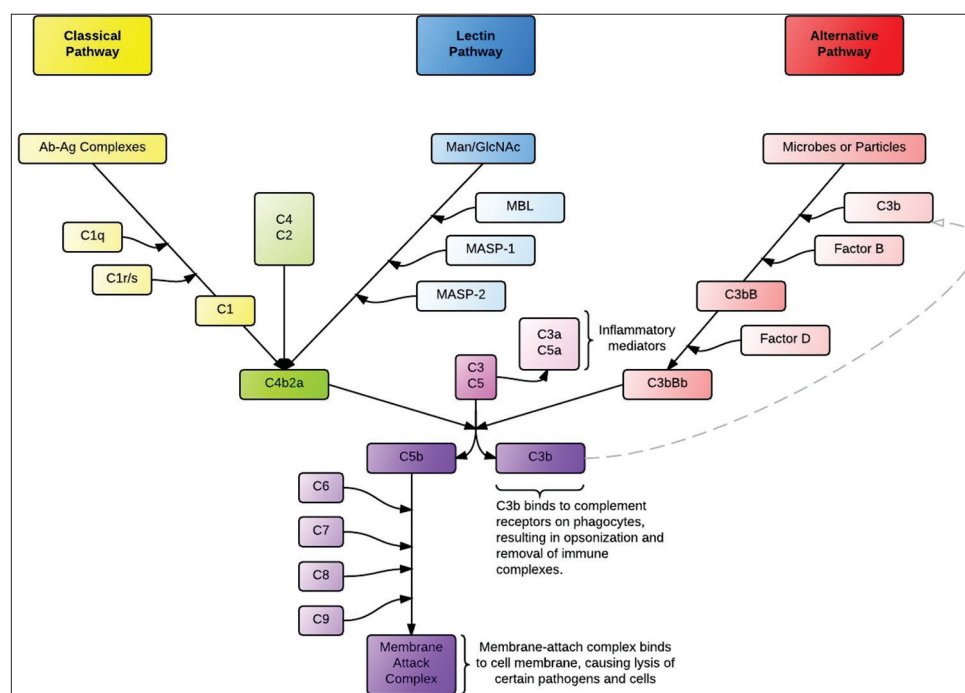 Classical
Pathway
Lectin
Pathway
Alternative
Pathway
Ab-Ag Complexes
Man/GlcNAc
Microbes or Particles
C4
C2
MBL
C3b
C1q
MASP-1
Factor B
C1r/s
MASP-2
C3bB
C1
C3a
C5a
Inflammatory
mediators
Factor D
C3
C5
C4b2a
C3bBb
C5b
C3b
C6
C3b binds to complement
receptors on phagocytes,
resulting in opsonization and
removal of immune
complexes.
C7
C8
C9
Membrane
Attack
Complex
Membrane-attach complex binds
to cell membrane, causing lysis of
certain pathogens and cells